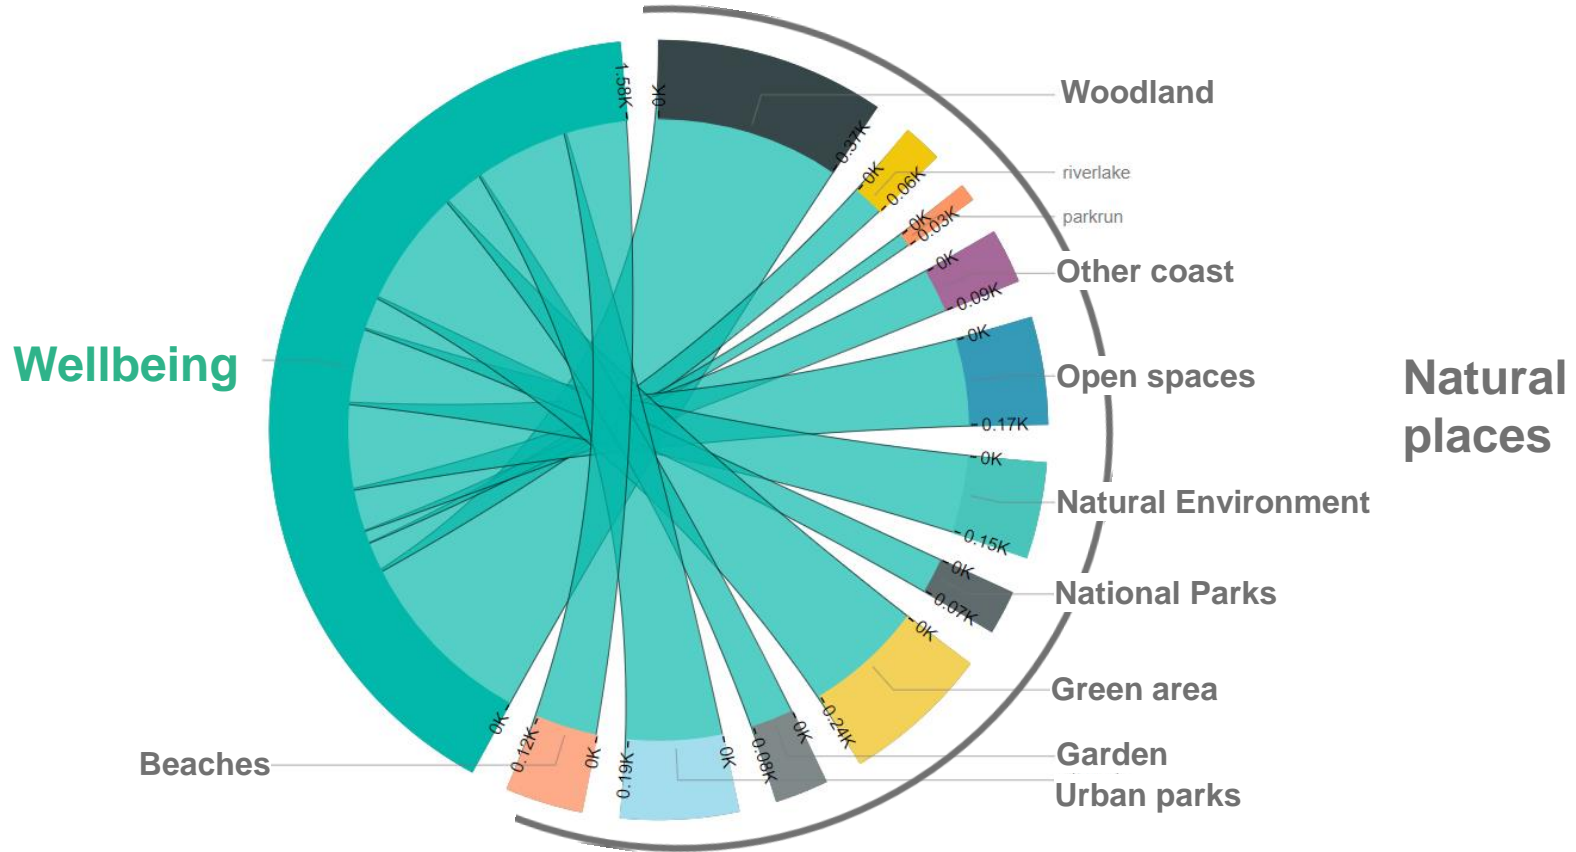 1.58K
0K
Woodland
0.37K
0K
riverlake
0.06K
0K
parkrun
0.03K
Other coast
0K
0.09K
0K
Open spaces
0.17K
Wellbeing
Natural
places
0K
Natural Environment
0.15K
0K
National Parks
0.07K
0K
Green area
0.24K
0K
Garden
0.08K
0K
Urban parks
0.19K
0K
Beaches
0.12K
0K